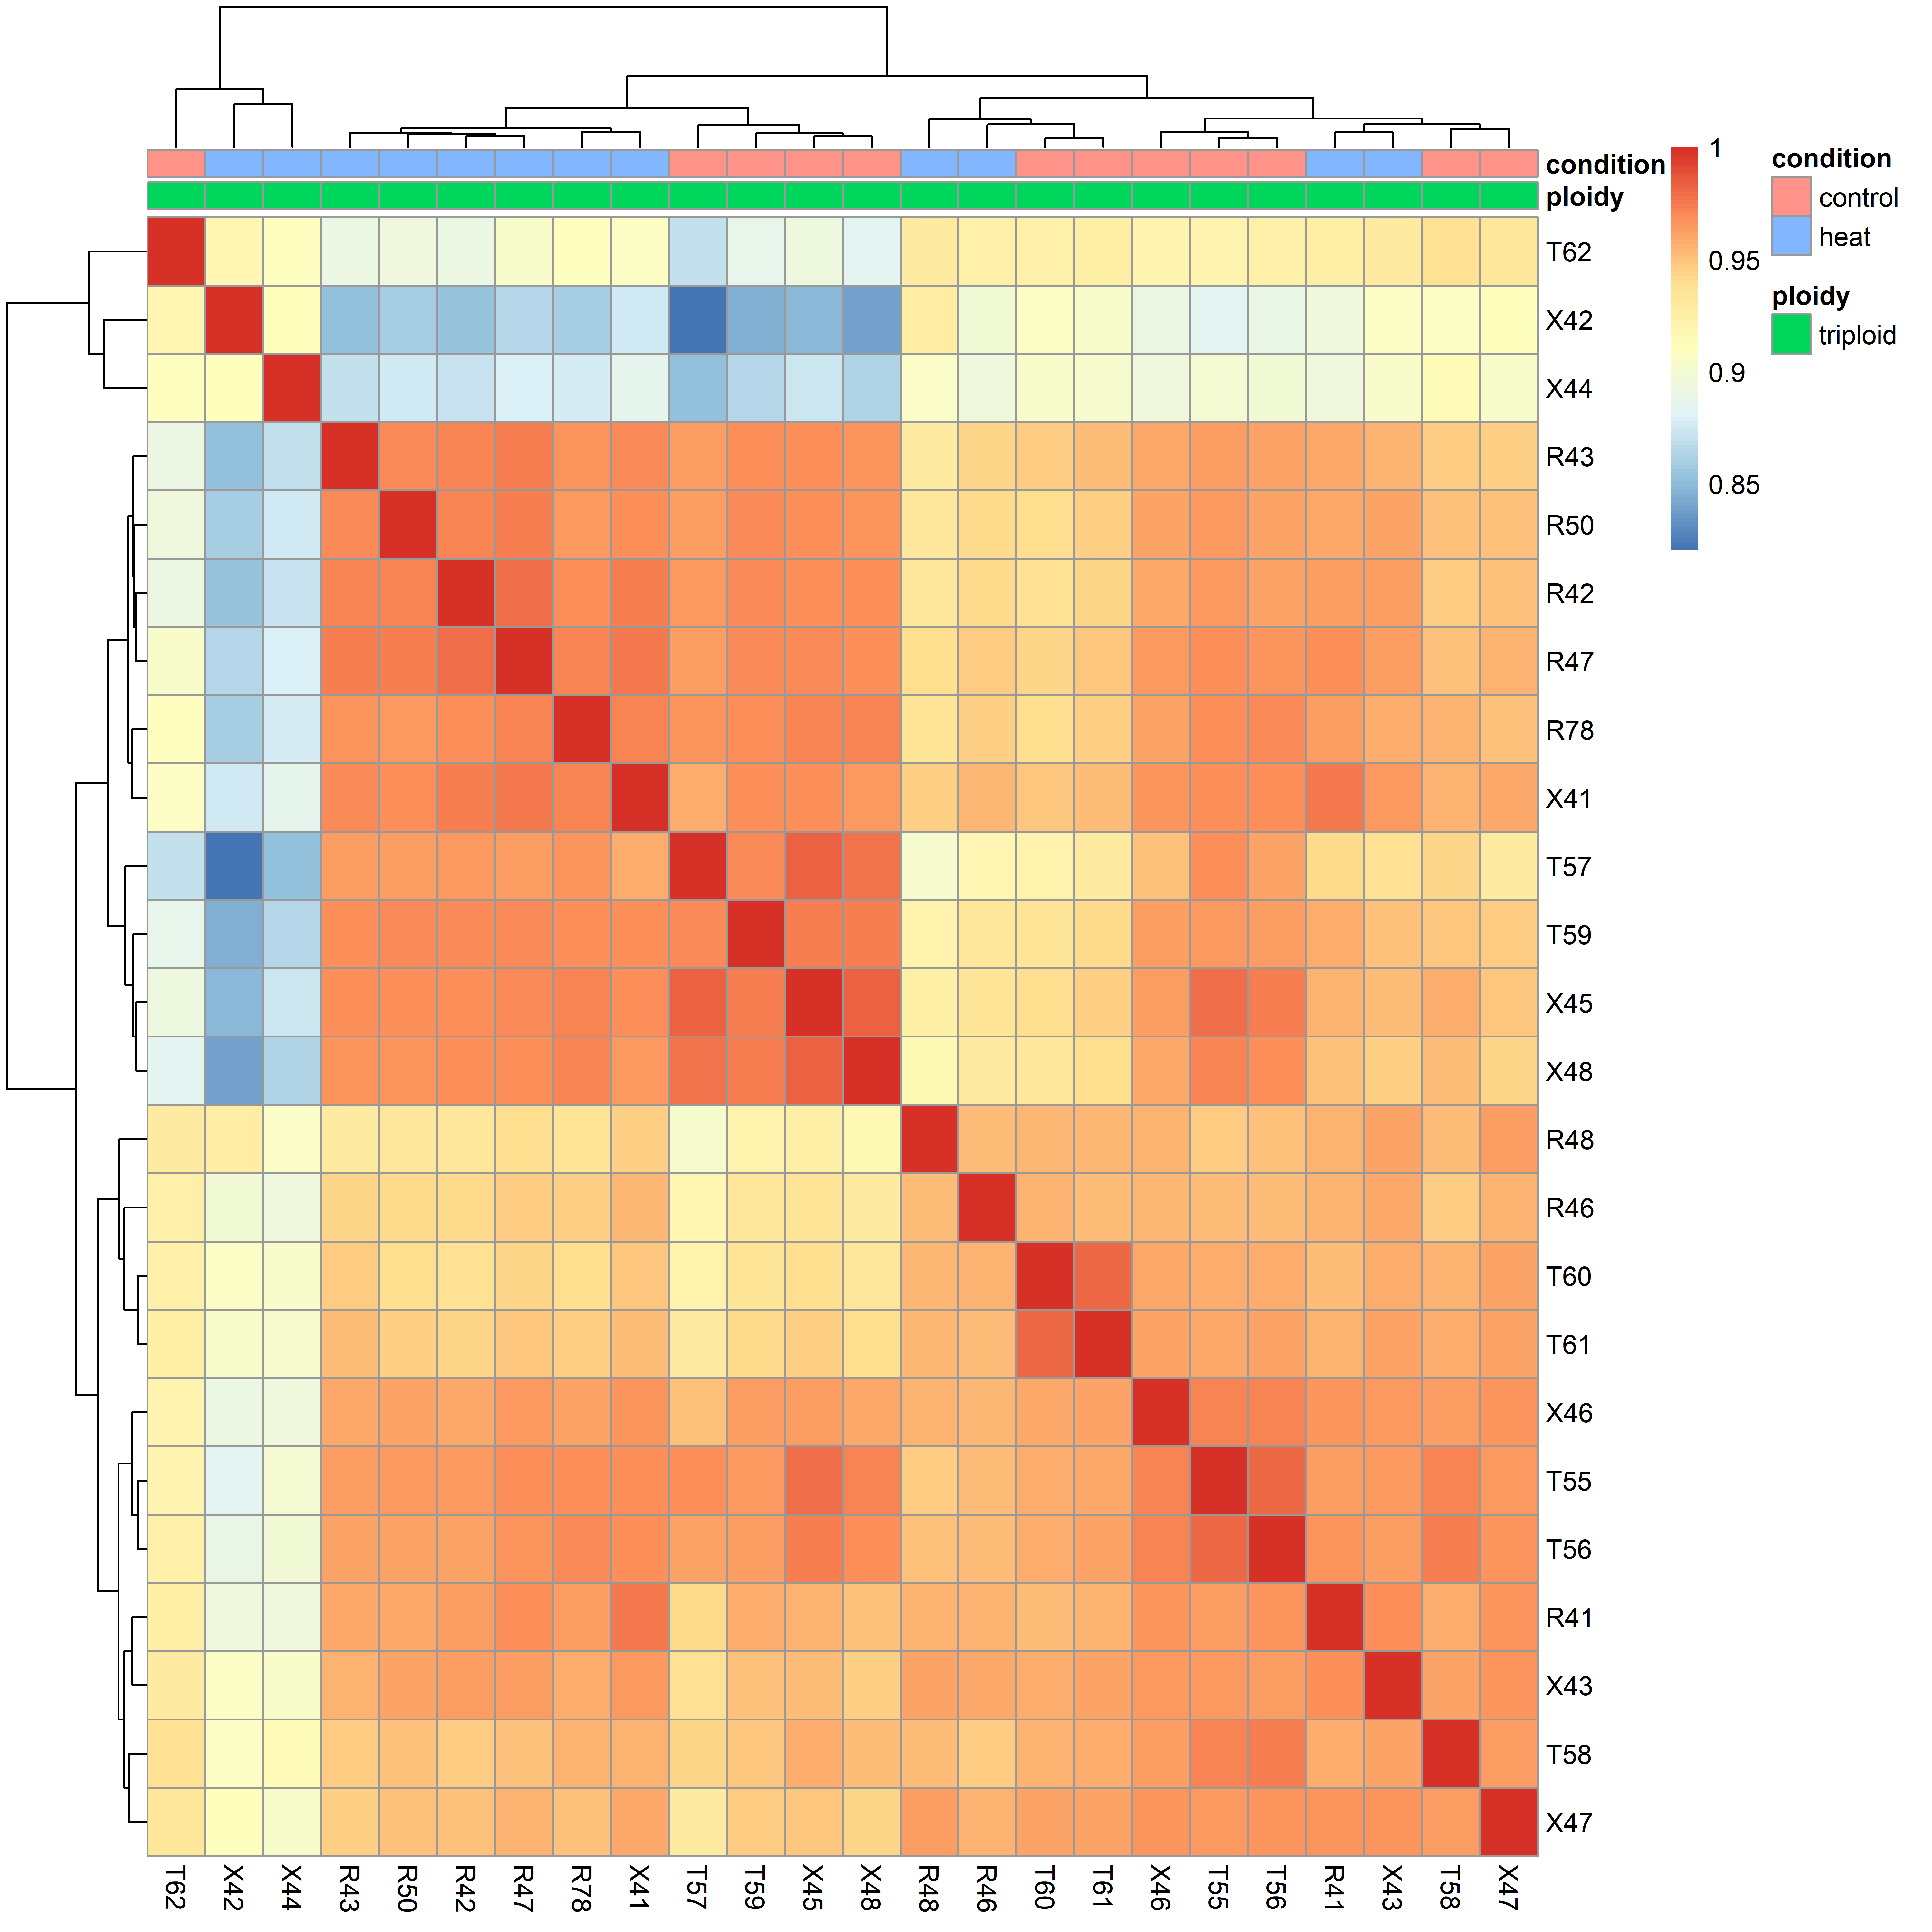 condition
ploidy
1
0.95
0.9
0.85
condition
control
heat
ploidy
triploid
T62
X42
X44
R43
R50
R42
R47
R78
X41
T57
T59
X45
X48
R48
R46
T60
T61
X46
T55
T56
R41
X43
T58
X47
T62 X42 X44 R43 R50 R42 R47 R78 X41 T57 T59 X45 X48 R48 R46 T60 T61 X46 T55 T56 R41 X43 T58 X47